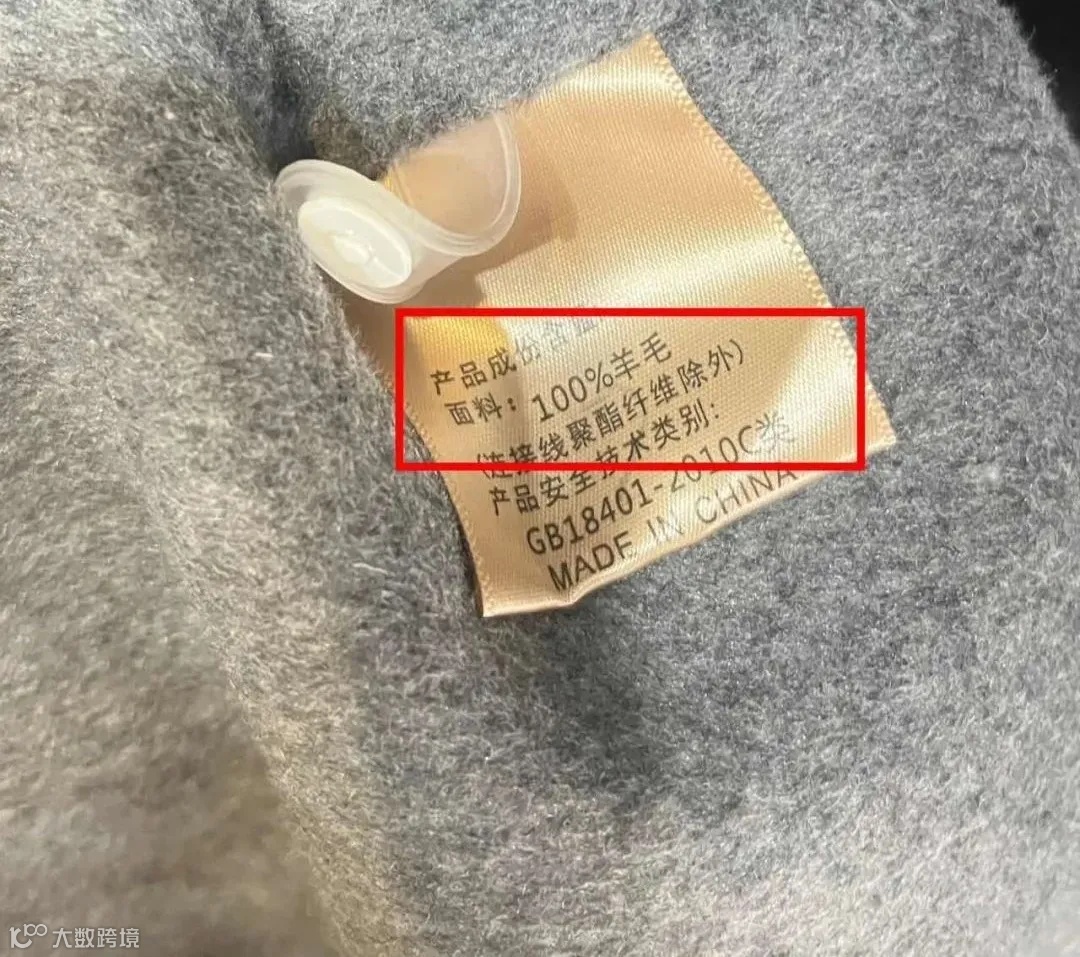 产品成份含量
面料：100%羊毛
(连接线聚酯纤维除外)
产品安全技术类别：
GB18401-2010C类
MADE IN CHINA
大数跨境